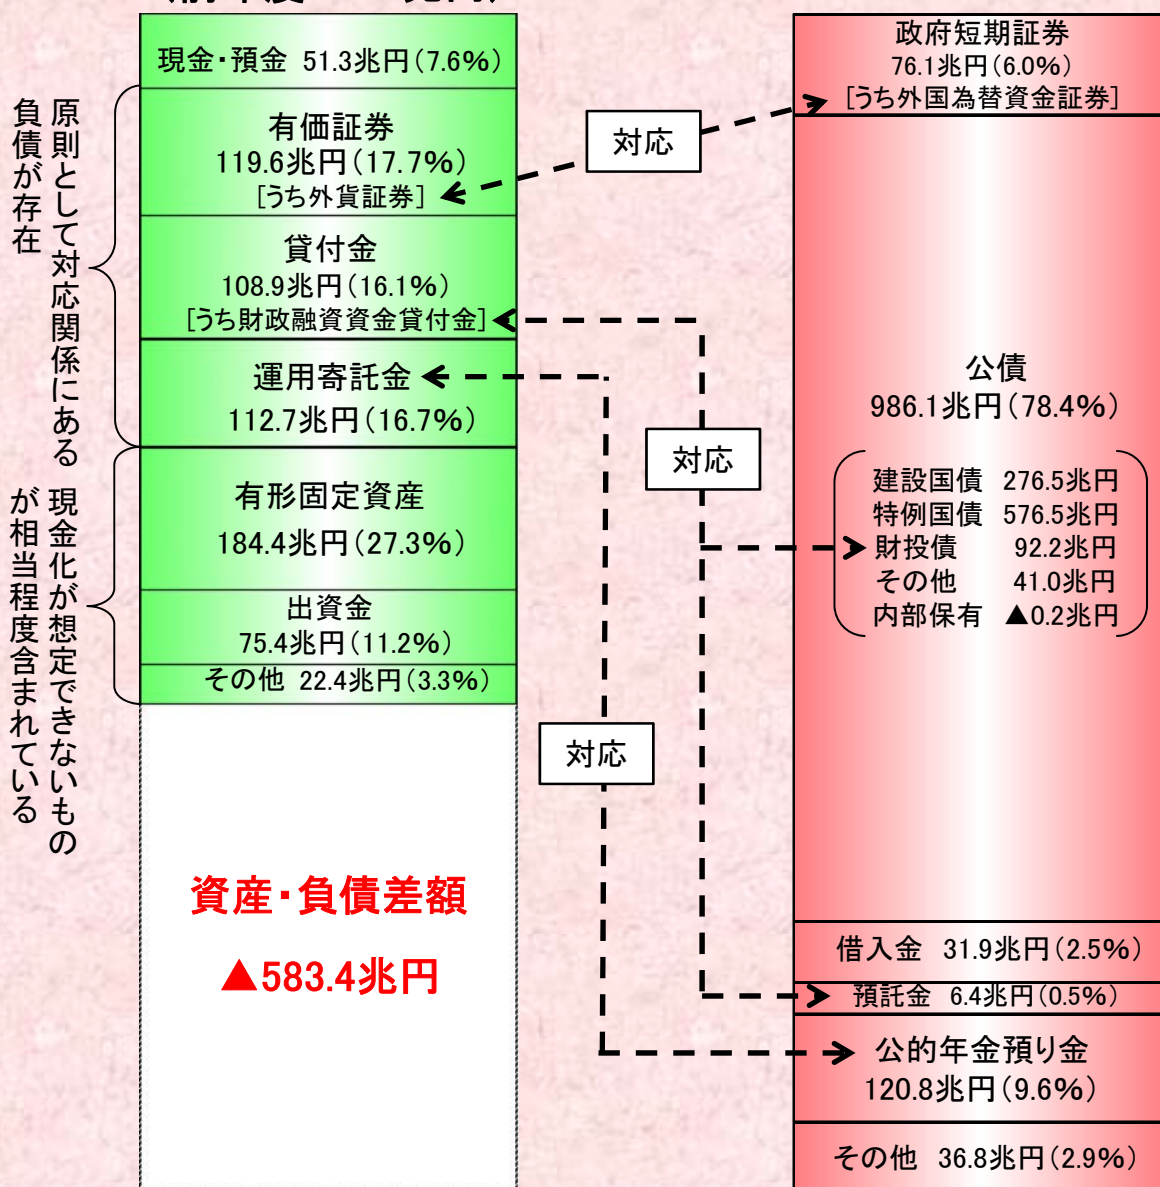 現金・預金 51.3兆円(7.6%)
有価証券
119.6兆円(17.7%)
[うち外貨証券]
貸付金
108.9兆円(16.1%)
[うち財政融資資金貸付金]
運用寄託金
112.7兆円(16.7%)
有形固定資産
184.4兆円(27.3%)
出資金
75.4兆円(11.2%)
その他 22.4兆円(3.3%)
資産・負債差額
▲583.4兆円
原則として対応関係にある
負債が存在
現金化が想定できないもの
が相当程度含まれている
対応
対応
対応
政府短期証券
76.1兆円(6.0%)
[うち外国為替資金証券]
公債
986.1兆円(78.4%)
建設国債 276.5兆円
特例国債 576.5兆円
財投債 92.2兆円
その他 41.0兆円
内部保有 ▲0.2兆円
借入金 31.9兆円(2.5%)
預託金 6.4兆円(0.5%)
公的年金預り金
120.8兆円(9.6%)
その他 36.8兆円(2.9%)